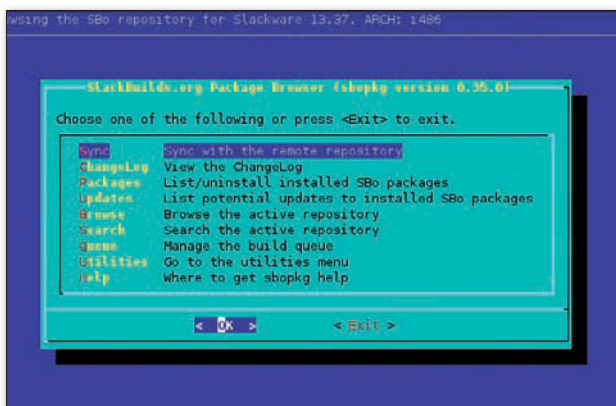 wsing the SBo repository for Slackware 13.37. ARCH: i486
SlackBuilds.org Package Browser (sbopkg version 0.35.0)
Choose one of the following or press <Exit> to exit.
Sync Sync with the remote repository
ChangeLog View the ChangeLog
Packages List/uninstall installed SBo packages
Updates List potential updates to installed SBo packages
Browse Browse the active repository
Search Search the active repository
Queue Manage the build queue
Utilities Go to the utilities menu
Help Where to get sbopkg help
< OK > < Exit >